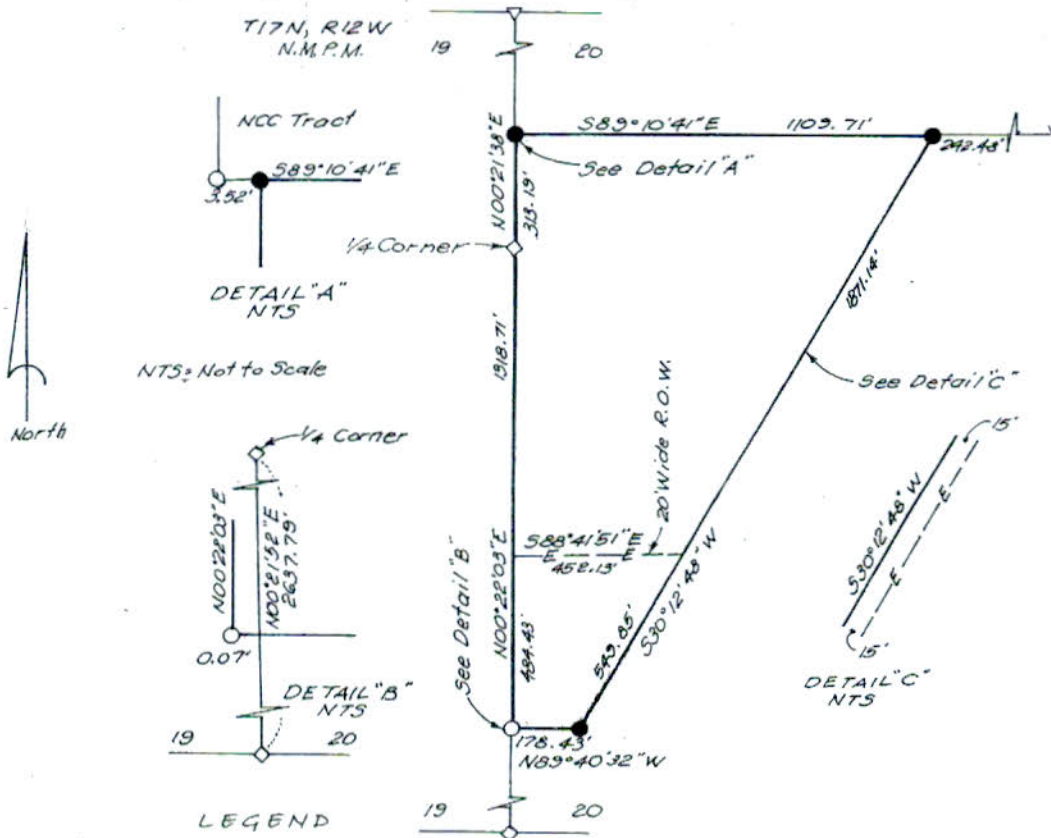 T17N, R12W
N.M.P.M.
19 20
NCC Tract
S89°10'41"E
3.52'
DETAIL "A"
NTS
NTS = Not to Scale
North
S89°10'41"E 1109.71'
242.48'
See Detail "A"
N00°21'38"E
313.19'
1/4 Corner
1318.71'
1871.14'
See Detail "C"
20' Wide R.O.W.
S88°41'51"E
E E
452.13'
N00°22'03"E
484.43'
See Detail "B"
549.85'
S30°12'48"W
178.43'
N89°40'32"W
19 20
1/4 Corner
N00°22'03"E
N00°21'52"E
2637.79'
0.07'
DETAIL "B"
NTS
19 20
15'
S30°12'48"W
E
E
15'
DETAIL "C"
NTS
LEGEND